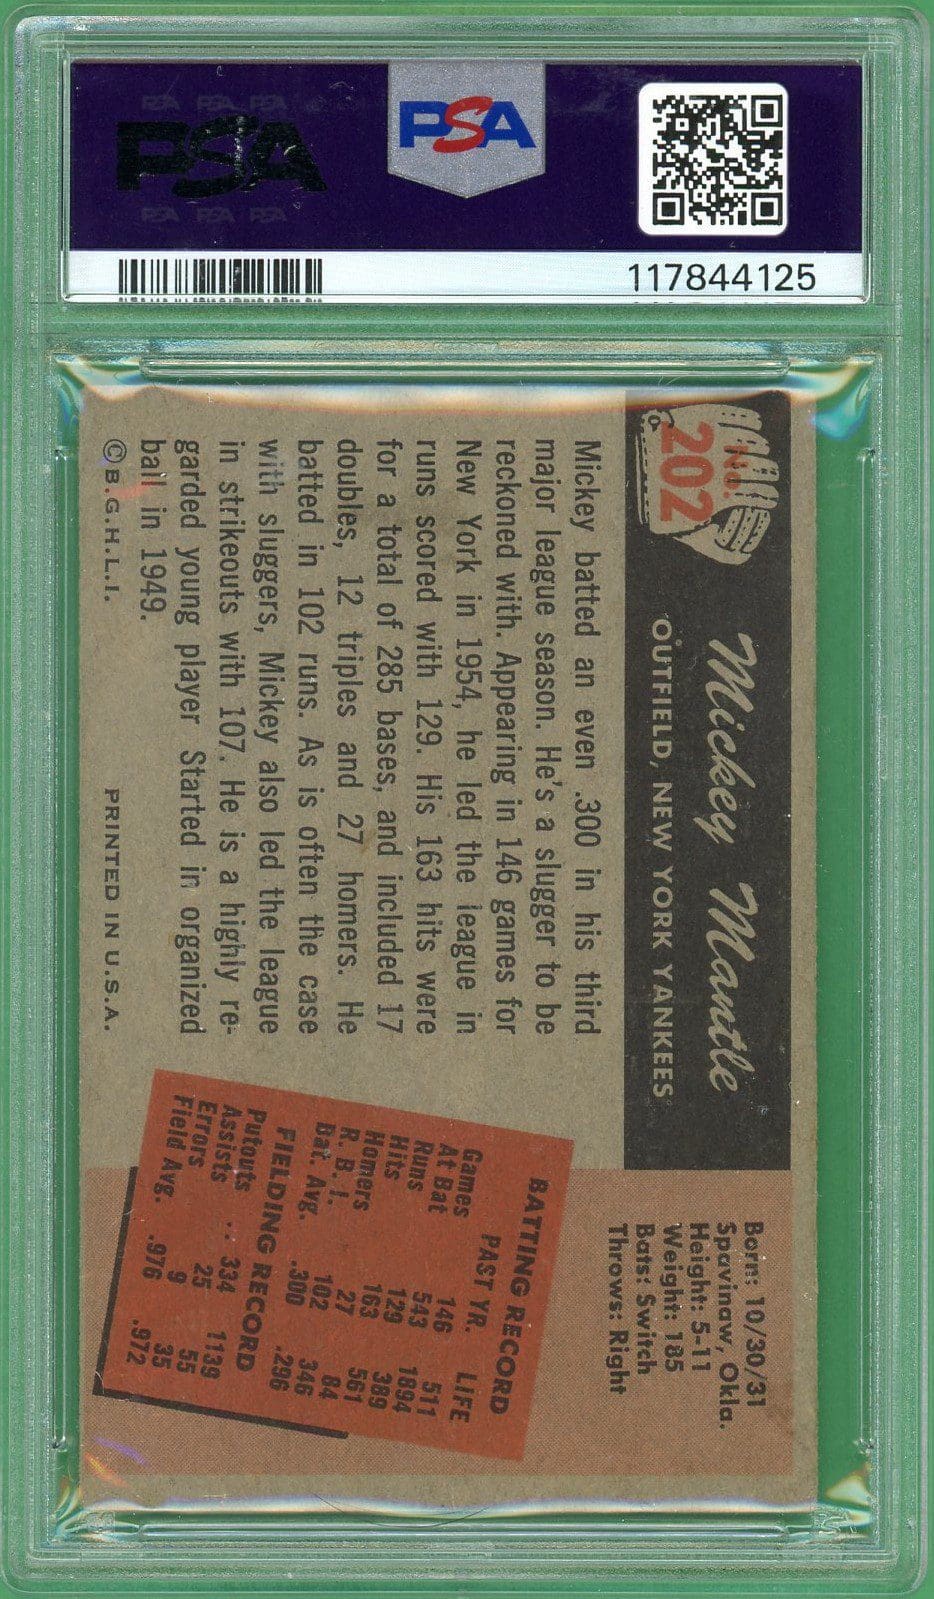 PSA PSA PSA
PSA
PSA PSA PSA
PSA
117844125
No.
202
Mickey Mantle
OUTFIELD, NEW YORK YANKEES
Mickey batted an even .300 in his third
major league season. He's a slugger to be
reckoned with. Appearing in 146 games for
New York in 1954, he led the league in
runs scored with 129. His 163 hits were
for a total of 285 bases, and included 17
doubles, 12 triples and 27 homers. He
batted in 102 runs. As is often the case
with sluggers, Mickey also led the league
in strikeouts with 107. He is a highly re-
garded young player Started in organized
ball in 1949.
©B.G.H.L.I. PRINTED IN U.S.A.
Born: 10/30/31
Spavinaw, Okla.
Height: 5-11
Weight: 185
Bats: Switch
Throws: Right
BATTING RECORD
PAST YR. LIFE
Games 146 511
At Bat 543 1894
Runs 129 389
Hits 163 561
Homers 27 84
R. B. I. 102 346
Bat. Avg. .300 .296
FIELDING RECORD
Putouts .. 334 1139
Assists 25 55
Errors 9 35
Field Avg. .976 .972